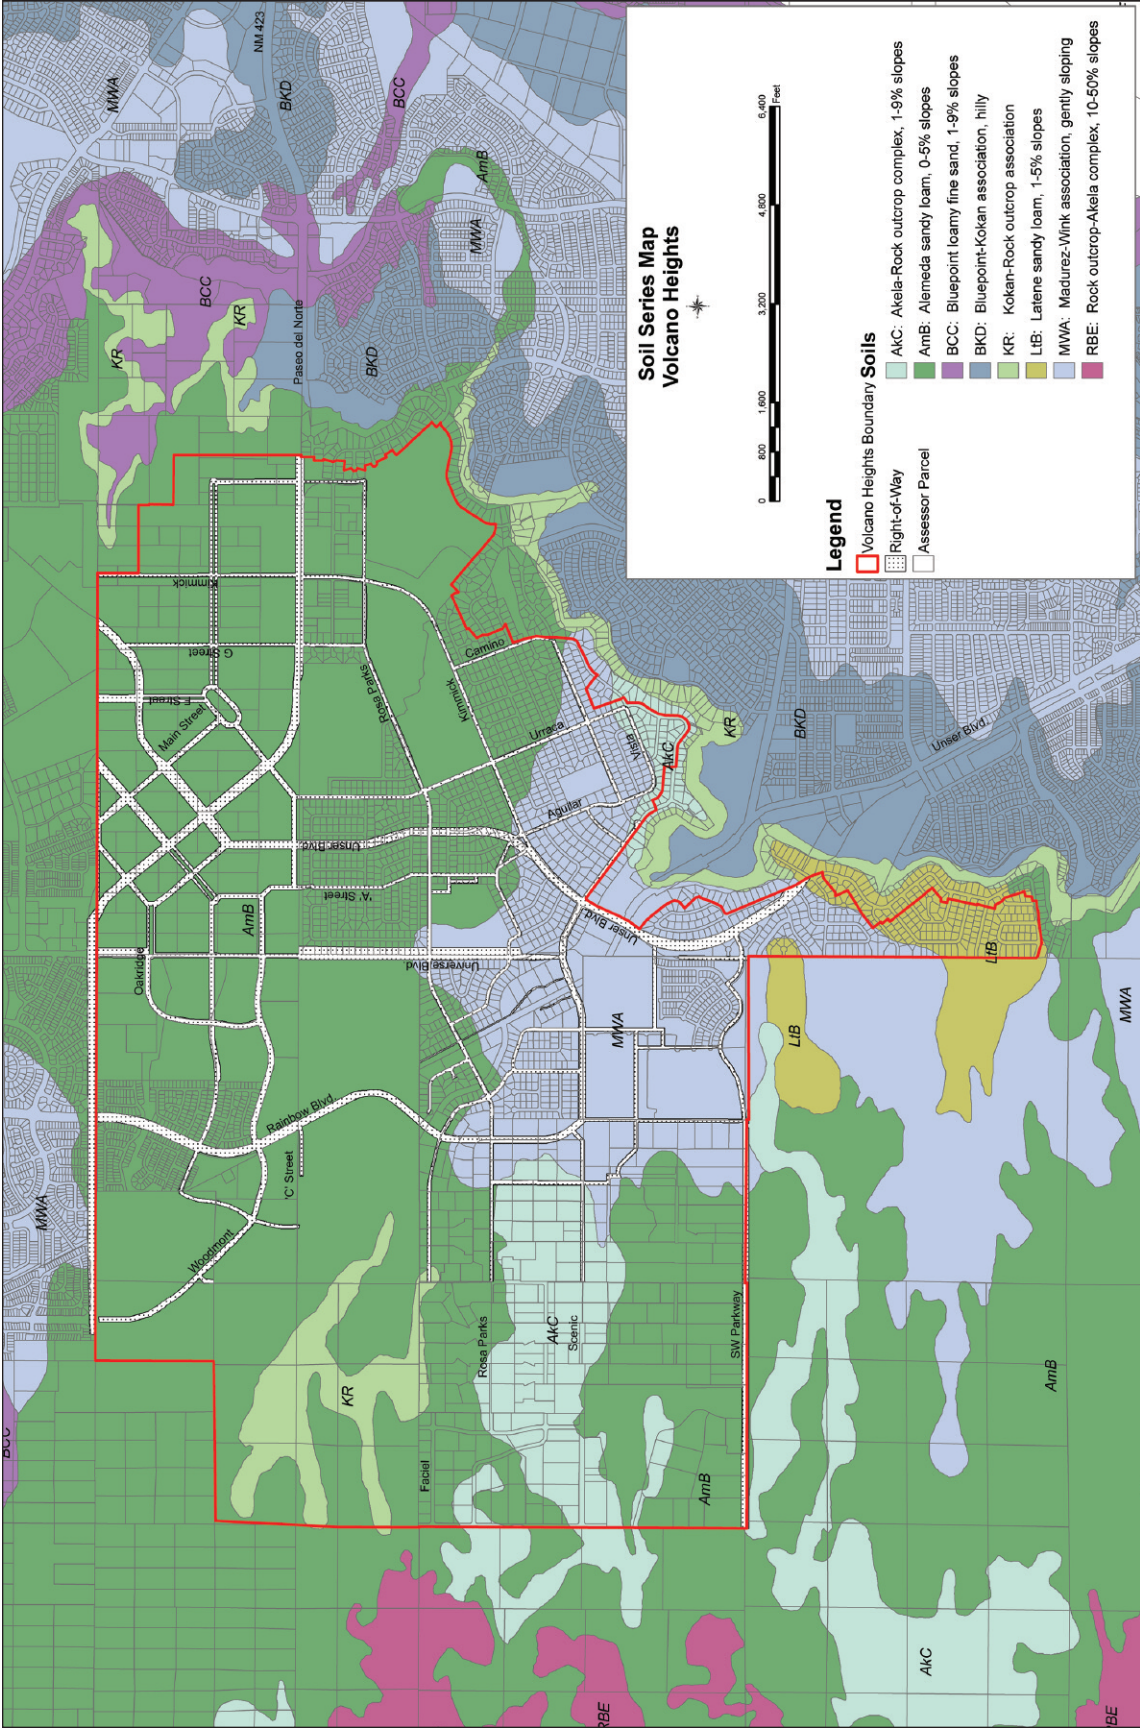 Soil Series Map
Volcano Heights
0
800
1,600
3,200
4,800
6,400
Feet
Legend
Volcano Heights Boundary
Right-of-Way
Assessor Parcel
Soils
AkC: Akela-Rock outcrop complex, 1-9% slopes
AmB: Alemeda sandy loam, 0-5% slopes
BCC: Bluepoint loamy fine sand, 1-9% slopes
BKD: Bluepoint-Kokan association, hilly
KR: Kokan-Rock outcrop association
LtB: Latene sandy loam, 1-5% slopes
MWA: Madurez-Wink association, gently sloping
RBE: Rock outcrop-Akela complex, 10-50% slopes
BCC
MWA
MWA
NM 423
BKD
BCC
AmB
MWA
BCC
KR
KR
Paseo del Norte
BKD
Kimmick
G Street
F Street
Main Street
Rosa Parks
Kimmick
Camino
Urraca
Vista
AkC
Aguilar
KR
BKD
Unser Blvd.
Unser Blvd
'A' Street
AmB
Oakridge
Universe Blvd
Unser Blvd.
MWA
Rainbow Blvd.
'C' Street
Woodmont
KR
Faciel
Rosa Parks
AkC
Scenic
SW Parkway
AmB
LtB
LtB
MWA
AmB
AkC
RBE
RBE